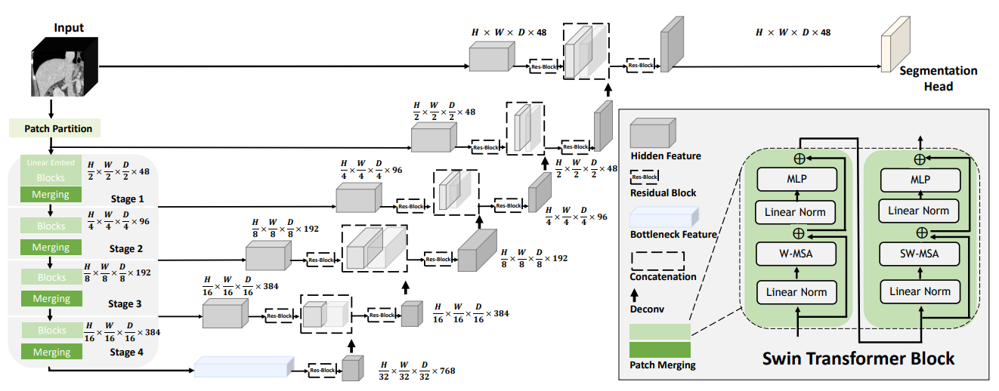 Input
H × W × D × 48
H × W × D × 48
Res-Block
Res-Block
Segmentation
Head
Patch Partition
H/2 × W/2 × D/2 × 48
Res-Block
Res-Block
H/2 × W/2 × D/2 × 48
Linear Embed
Blocks
H/2 × W/2 × D/2 × 48
Merging
Stage 1
H/4 × W/4 × D/4 × 96
Res-Block
Res-Block
H/4 × W/4 × D/4 × 96
Blocks
H/4 × W/4 × D/4 × 96
Merging
Stage 2
H/8 × W/8 × D/8 × 192
Res-Block
Res-Block
H/8 × W/8 × D/8 × 192
Blocks
H/8 × W/8 × D/8 × 192
Merging
Stage 3
H/16 × W/16 × D/16 × 384
Res-Block
Res-Block
H/16 × W/16 × D/16 × 384
Blocks
H/16 × W/16 × D/16 × 384
Merging
Stage 4
Res-Block
H/32 × W/32 × D/32 × 768
Hidden Feature
Res-Block
Residual Block
Bottleneck Feature
Concatenation
Deconv
Patch Merging
MLP
Linear Norm
W-MSA
Linear Norm
MLP
Linear Norm
SW-MSA
Linear Norm
Swin Transformer Block